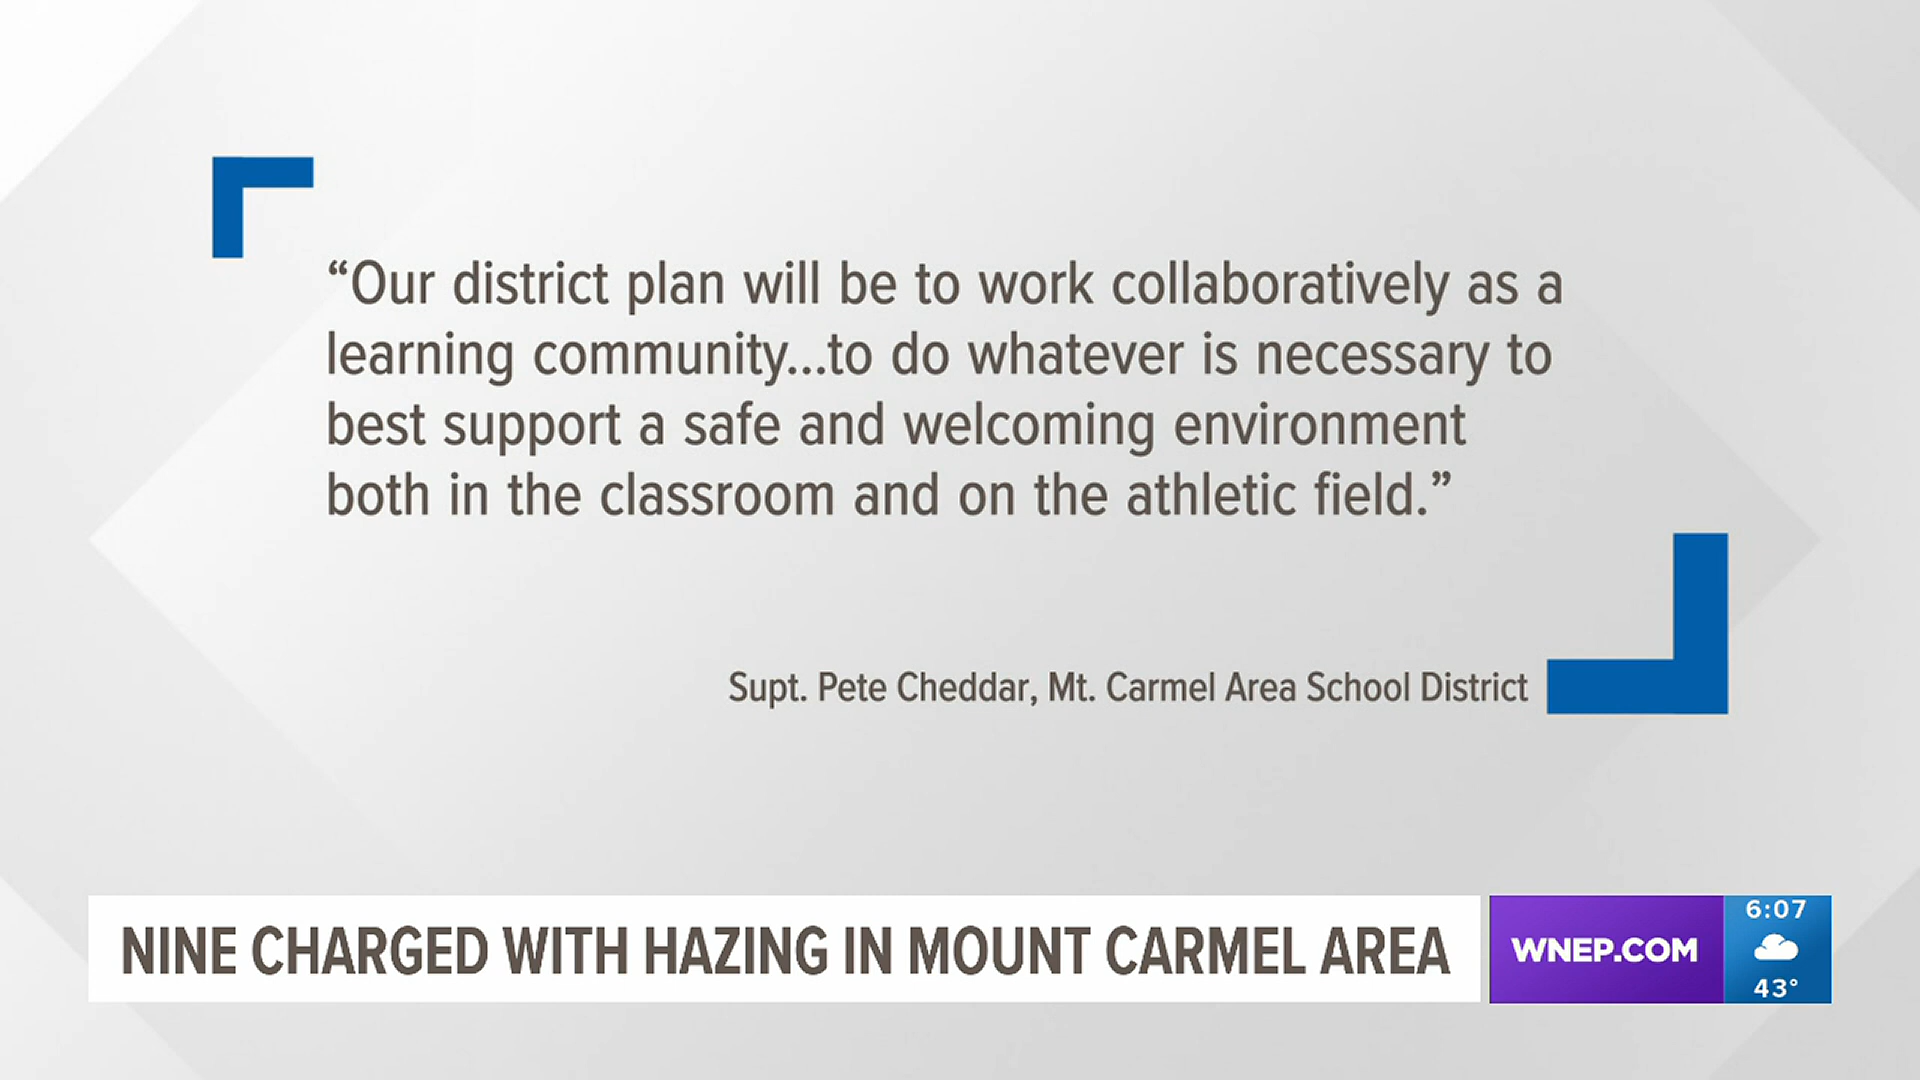 “Our district plan will be to work collaboratively as a
learning community...to do whatever is necessary to
best support a safe and welcoming environment
both in the classroom and on the athletic field.”
Supt. Pete Cheddar, Mt. Carmel Area School District
NINE CHARGED WITH HAZING IN MOUNT CARMEL AREA
WNEP.COM
6:07
43°